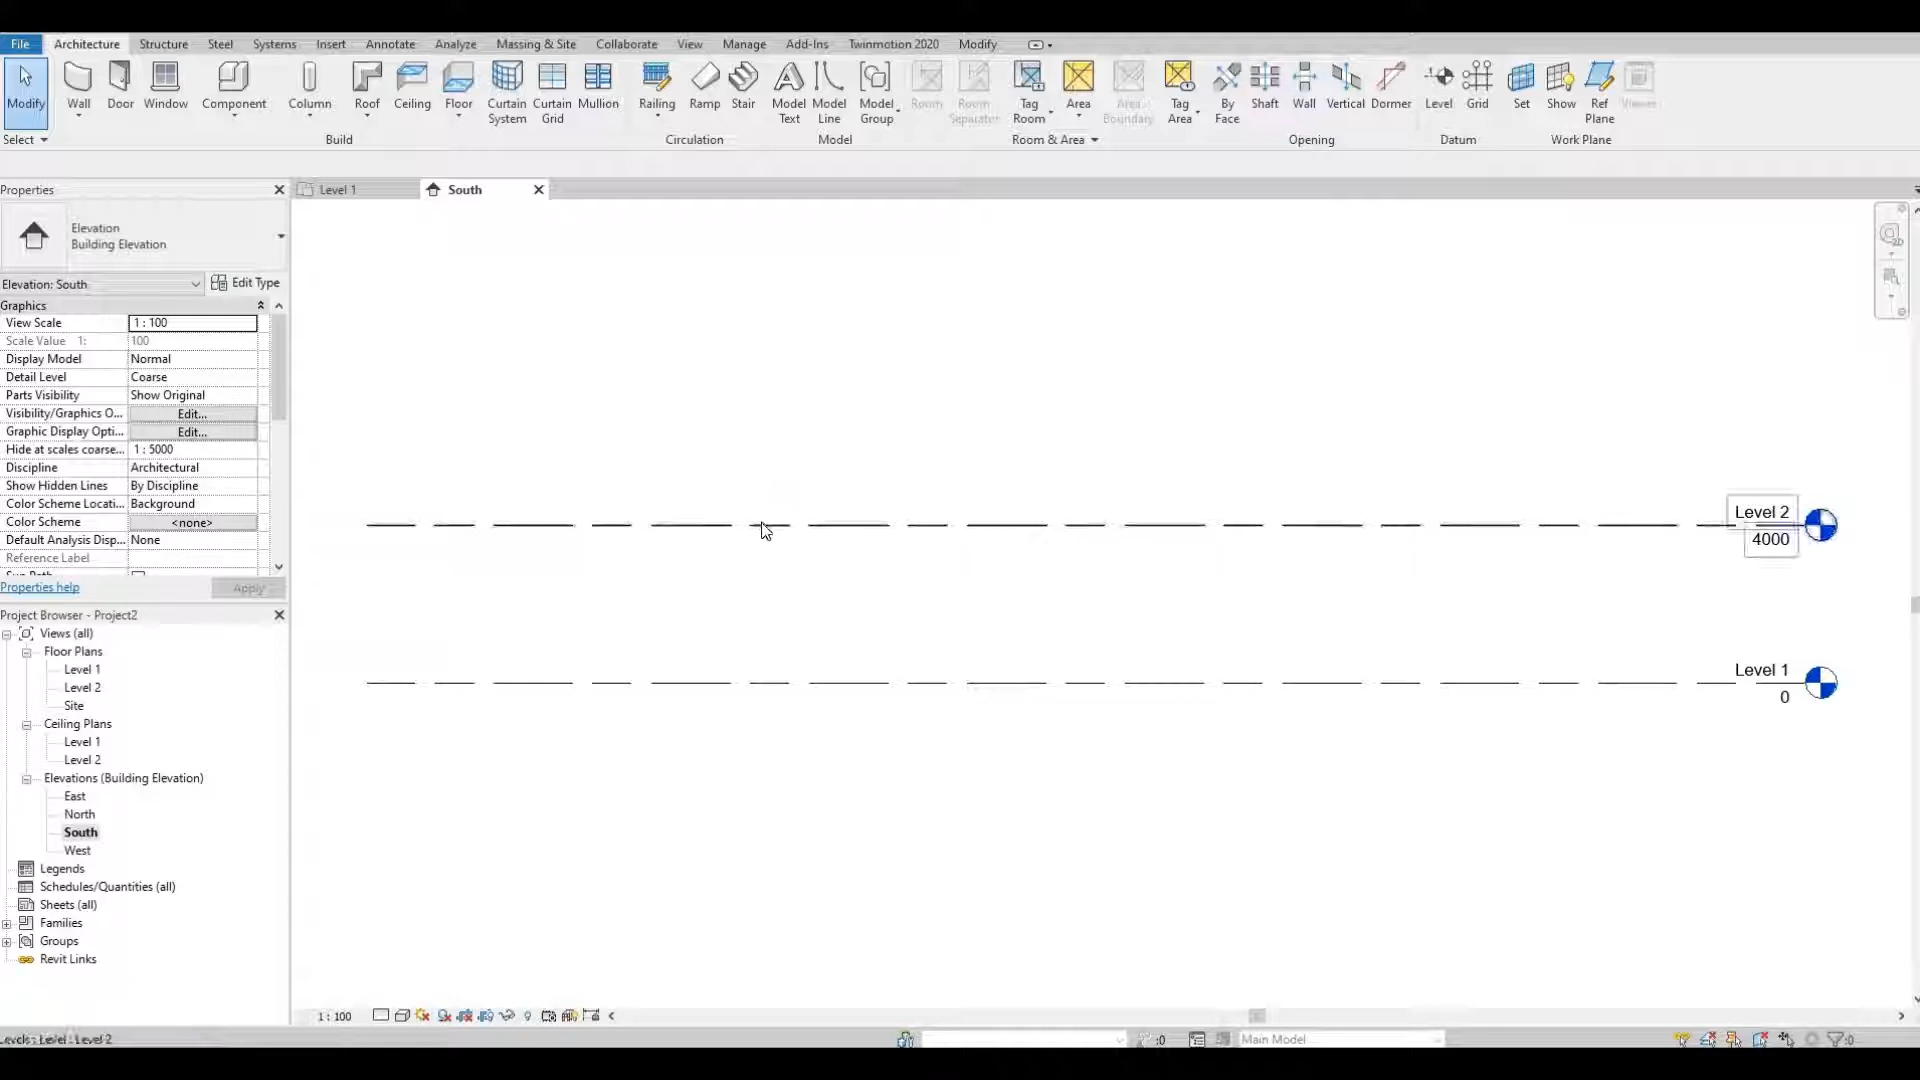 File Architecture Structure Steel Systems Insert Annotate Analyze Massing & Site Collaborate View Manage Add-Ins Twinmotion 2020 Modify
Modify Wall Door Window Component Column Roof Ceiling Floor Curtain System Curtain Grid Mullion Railing Ramp Stair Model Text Model Line Model Group Room Room Separator Tag Room Area Area Boundary Tag Area By Face Shaft Wall Vertical Dormer Level Grid Set Show Ref Plane Viewer
Select Build Circulation Model Room & Area Opening Datum Work Plane
Properties
Level 1 South
Elevation
Building Elevation
Elevation: South Edit Type
Graphics
View Scale 1 : 100
Scale Value 1: 100
Display Model Normal
Detail Level Coarse
Parts Visibility Show Original
Visibility/Graphics O... Edit...
Graphic Display Opti... Edit...
Hide at scales coarse... 1 : 5000
Discipline Architectural
Show Hidden Lines By Discipline
Color Scheme Locati... Background
Color Scheme <none>
Default Analysis Disp... None
Reference Label
Properties help Apply
Project Browser - Project2
Views (all)
Floor Plans
Level 1
Level 2
Site
Ceiling Plans
Level 1
Level 2
Elevations (Building Elevation)
East
North
South
West
Legends
Schedules/Quantities (all)
Sheets (all)
Families
Groups
Revit Links
Level 2
4000
Level 1
0
1 : 100
Levels : Level : Level 2
:0
Main Model
:0